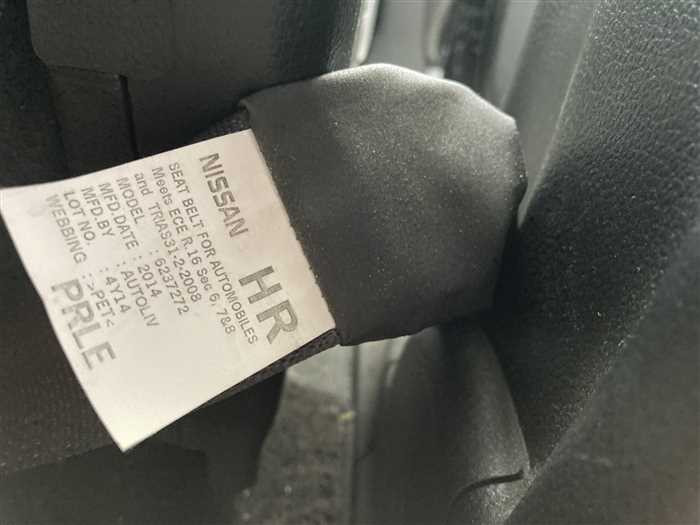 NISSAN HR
SEAT BELT FOR AUTOMOBILES
Meets ECE R.16 Sec 6, 7&8
and TRIAS31-2-2008
MODEL : 6237272
MFD.DATE : 2014
MFD.BY : AUTOLIV
LOT NO. : 4Y14
WEBBING : >PET<
PRLE